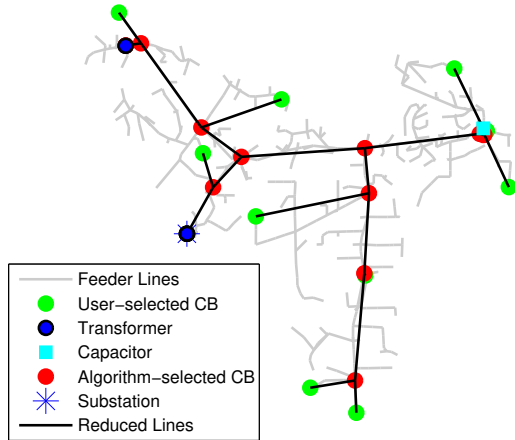 Feeder Lines
User−selected CB
Transformer
Capacitor
Algorithm−selected CB
Substation
Reduced Lines